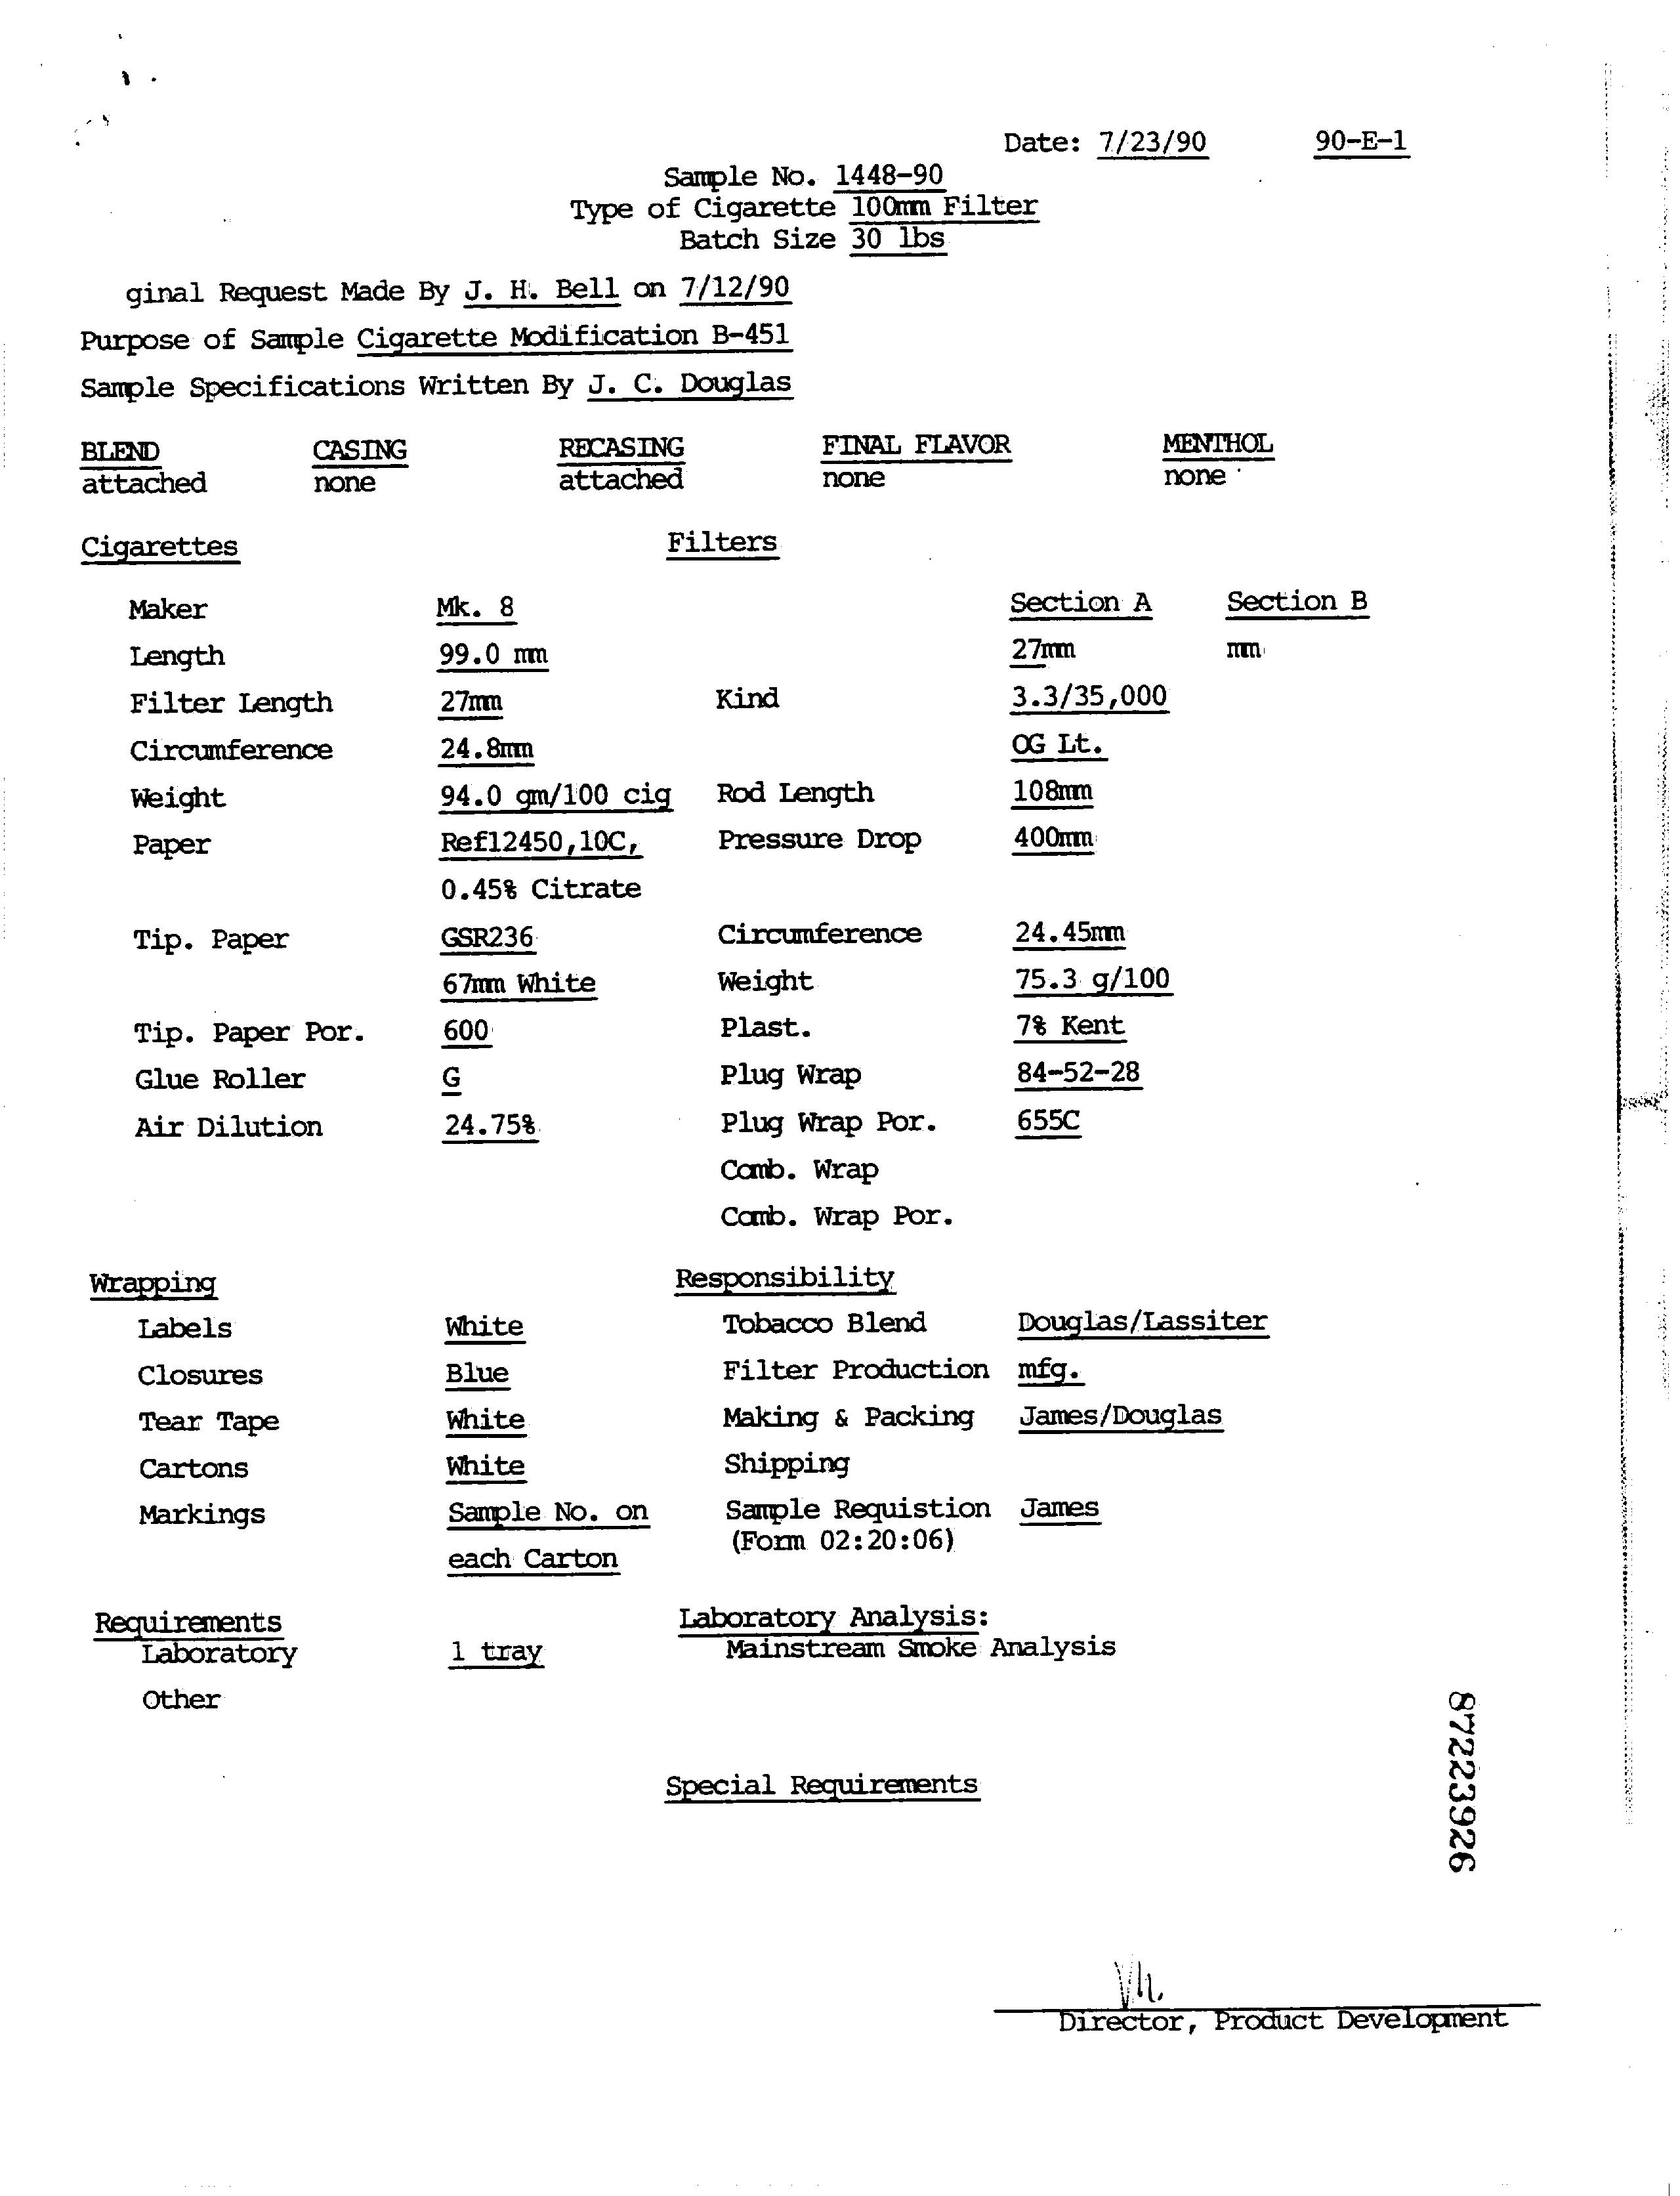 Date: 7/23/90 90-E-1
Sample No. 1448-90
Type of Cigarette 100mm Filter
Batch Size 30 lbs
ginal Request Made By J. H. Bell on 7/12/90
Purpose of Sample Cigarette Modification B-451
Sample Specifications Written By J. C. Douglas
BLEND CASING RECASING FINAL FLAVOR MENTHOL
attached none attached none none
Cigarettes Filters
Maker Mk. 8 Section A Section B
Length 99.0 mm 27mm mm
Filter Length 27mm Kind 3.3/35,000
Circumference 24.8mm OG Lt.
Weight 94.0 gm/100 cig Rod Length 108mm
Paper Ref12450,10C, Pressure Drop 400mm
0.45% Citrate
Tip. Paper GSR236 Circumference 24.45mm
67mm White Weight 75.3 g/100
Tip. Paper Por. 600 Plast. 7% Kent
Glue Roller G Plug Wrap 84-52-28
Air Dilution 24.75% Plug Wrap Por. 655C
Comb. Wrap
Comb. Wrap Por.
Wrapping Responsibility
Labels White Tobacco Blend Douglas/Lassiter
Closures Blue Filter Production mfg.
Tear Tape White Making & Packing James/Douglas
Cartons White Shipping
Markings Sample No. on Sample Requistion James
(Form 02:20:06)
each Carton
Requirements Laboratory Analysis:
Laboratory 1 tray Mainstream Smoke Analysis
Other
Special Requirements
87223926
Director, Product Development